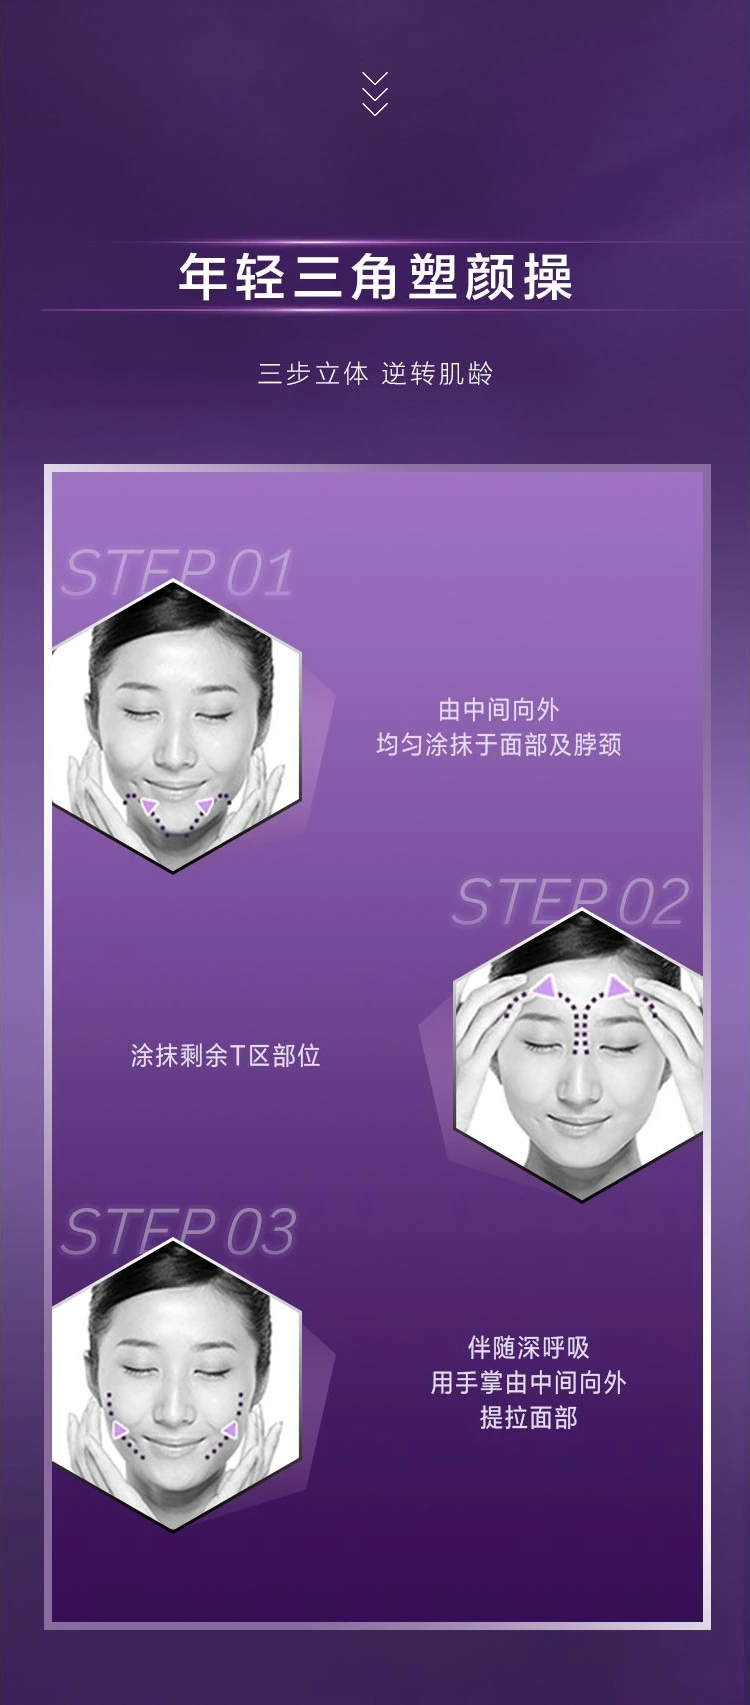 年轻三角塑颜操
三步立体 逆转肌龄
STEP 01
由中间向外
均匀涂抹于面部及脖颈
STEP 02
涂抹剩余T区部位
STEP 03
伴随深呼吸
用手掌由中间向外
提拉面部